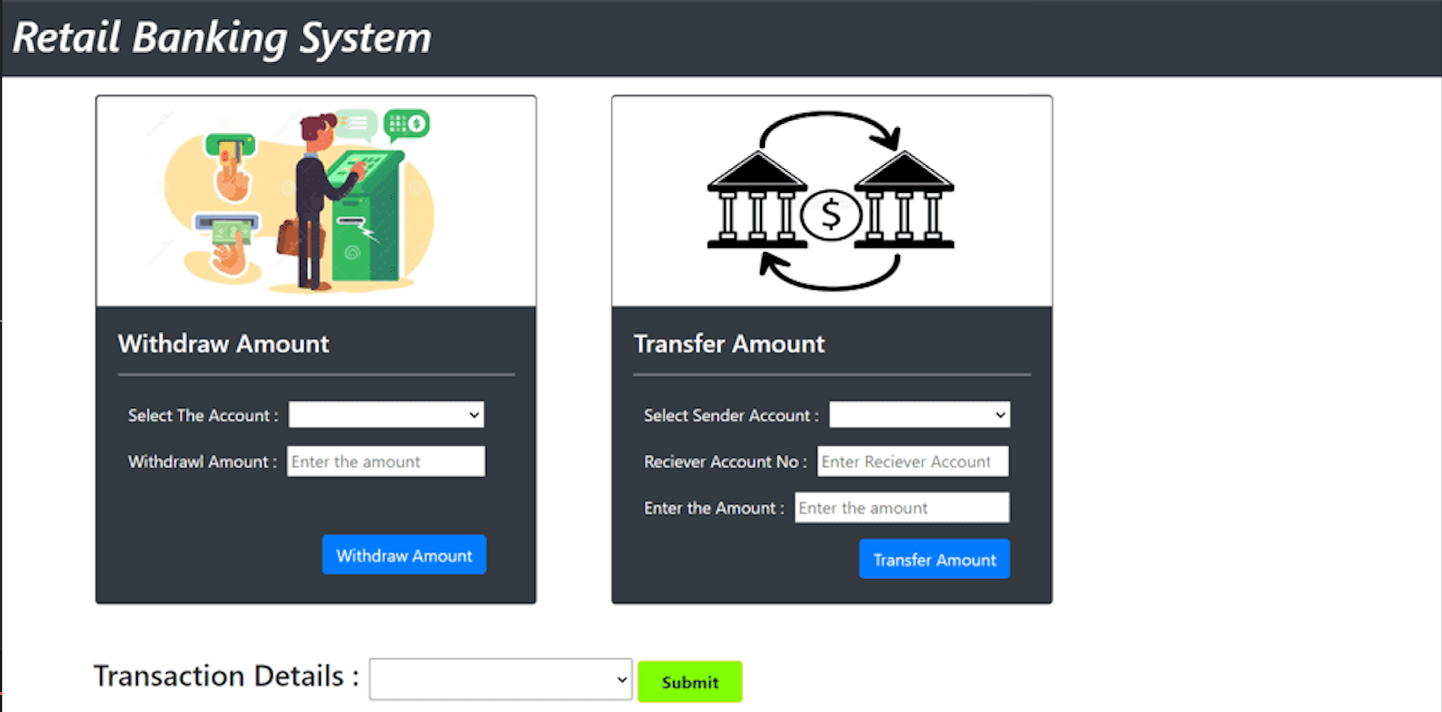 Retail Banking System
Withdraw Amount
Select The Account :
Withdrawl Amount : Enter the amount
Withdraw Amount
Transfer Amount
Select Sender Account :
Reciever Account No : Enter Reciever Account
Enter the Amount : Enter the amount
Transfer Amount
Transaction Details : Submit